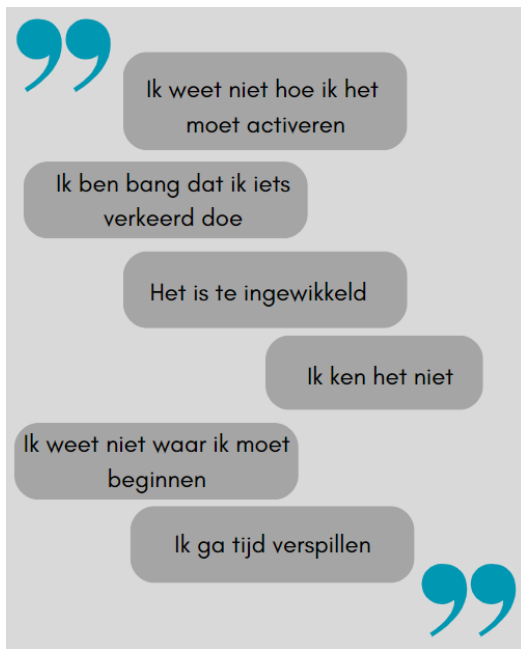 Ik weet niet hoe ik het
moet activeren
Ik ben bang dat ik iets
verkeerd doe
Het is te ingewikkeld
Ik ken het niet
Ik weet niet waar ik moet
beginnen
Ik ga tijd verspillen